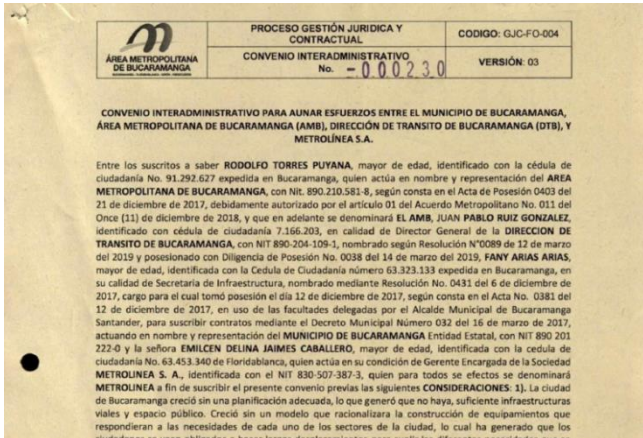 PROCESO GESTIÓN JURIDICA Y
CONTRACTUAL
CODIGO: GJC-FO-004
ÁREA METROPOLITANA
DE BUCARAMANGA
CONVENIO INTERADMINISTRATIVO
No. -000230
VERSIÓN: 03
CONVENIO INTERADMINISTRATIVO PARA AUNAR ESFUERZOS ENTRE EL MUNICIPIO DE BUCARAMANGA,
ÁREA METROPOLITANA DE BUCARAMANGA (AMB), DIRECCIÓN DE TRANSITO DE BUCARAMANGA (DTB), Y
METROLÍNEA S.A.
Entre los suscritos a saber RODOLFO TORRES PUYANA, mayor de edad, identificado con la cédula de
ciudadanía No. 91.292.627 expedida en Bucaramanga, quien actúa en nombre y representación del AREA
METROPOLITANA DE BUCARAMANGA, con Nit. 890.210.581-8, según consta en el Acta de Posesión 0403 del
21 de diciembre de 2017, debidamente autorizado por el artículo 01 del Acuerdo Metropolitano No. 011 del
Once (11) de diciembre de 2018, y que en adelante se denominará EL AMB, JUAN PABLO RUIZ GONZALEZ,
identificado con cédula de ciudadanía 7.166.203, en calidad de Director General de la DIRECCION DE
TRANSITO DE BUCARAMANGA, con NIT 890-204-109-1, nombrado según Resolución N°0089 de 12 de marzo
del 2019 y posesionado con Diligencia de Posesión No. 0038 del 14 de marzo del 2019, FANY ARIAS ARIAS,
mayor de edad, identificada con la Cedula de Ciudadanía número 63.323.133 expedida en Bucaramanga, en
su calidad de Secretaria de Infraestructura, nombrado mediante Resolución No. 0431 del 6 de diciembre de
2017, cargo para el cual tomó posesión el día 12 de diciembre de 2017, según consta en el Acta No. 0381 del
12 de diciembre de 2017, en uso de las facultades delegadas por el Alcalde Municipal de Bucaramanga
Santander, para suscribir contratos mediante el Decreto Municipal Número 032 del 16 de marzo de 2017,
actuando en nombre y representación del MUNICIPIO DE BUCARAMANGA Entidad Estatal, con NIT 890 201
222-0 y la señora EMILCEN DELINA JAIMES CABALLERO, mayor de edad, identificada con la cedula de
ciudadanía No. 63.453.340 de Floridablanca, quien actúa en su condición de Gerente Encargada de la Sociedad
METROLINEA S. A., identificada con el NIT 830-507-387-3, quien para todos se efectos se denominará
METROLINEA a fin de suscribir el presente convenio previas las siguientes CONSIDERACIONES: 1). La ciudad
de Bucaramanga creció sin una planificación adecuada, lo que generó que no haya, suficiente infraestructuras
viales y espacio público. Creció sin un modelo que racionalizara la construcción de equipamientos que
respondieran a las necesidades de cada uno de los sectores de la ciudad, lo cual ha generado que los